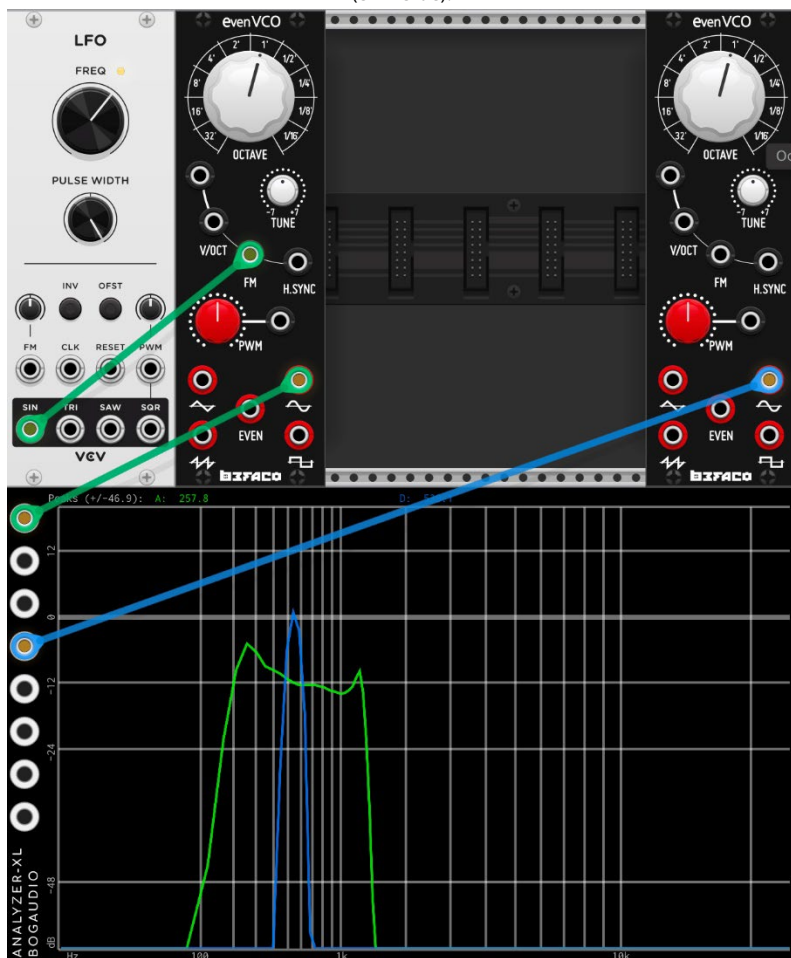 LFO
FREQ
PULSE WIDTH
INV OFST
FM CLK RESET PWM
SIN TRI SAW SQR
VCV
evenVCO
32' 16' 8' 4' 2' 1' 1/2' 1/4' 1/8' 1/16'
OCTAVE
-7 +7
TUNE
V/OCT
FM
H.SYNC
PWM
EVEN
BEFACO
evenVCO
32' 16' 8' 4' 2' 1' 1/2' 1/4' 1/8' 1/16'
OCTAVE
-7 +7
TUNE
V/OCT
FM
H.SYNC
PWM
EVEN
BEFACO
Peaks (+/-46.9): A: 257.8 D:
12
0
-12
-24
-48
dB
Hz 100 1k 10k
ANALYZER-XL
BOGAUDIO